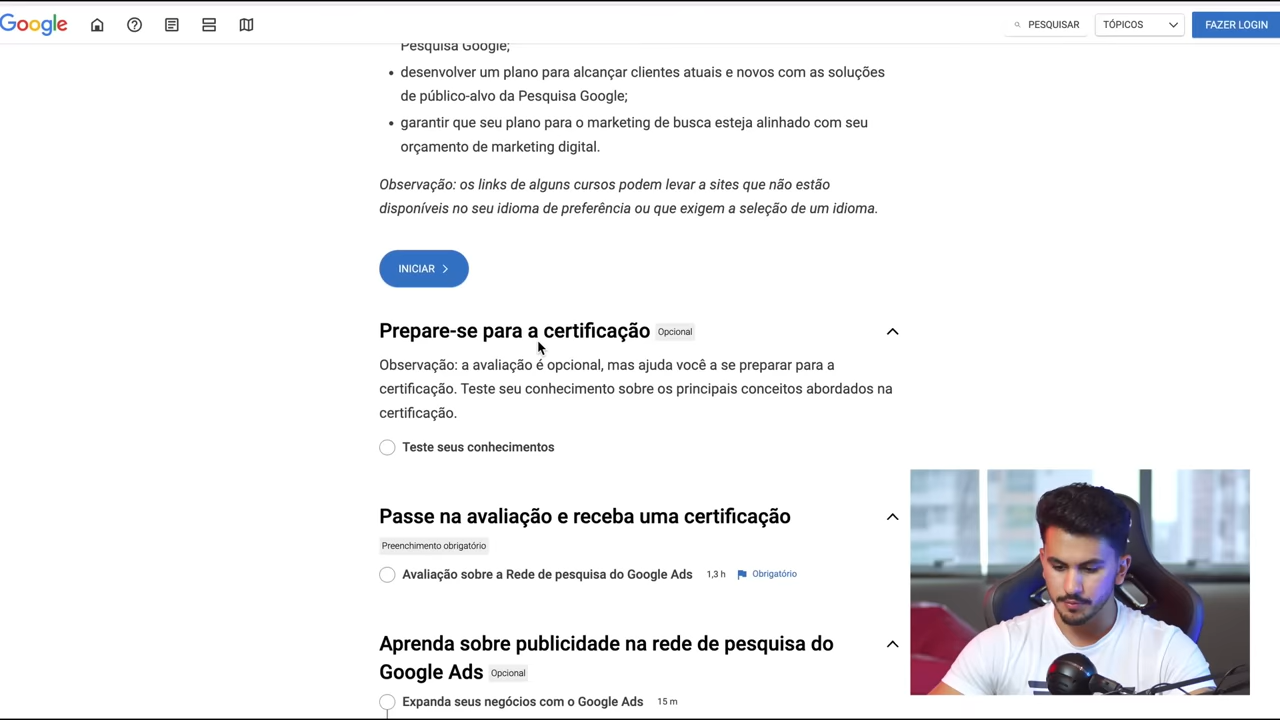 Google
PESQUISAR
TÓPICOS
FAZER LOGIN
Pesquisa Google;
• desenvolver um plano para alcançar clientes atuais e novos com as soluções
de público-alvo da Pesquisa Google;
• garantir que seu plano para o marketing de busca esteja alinhado com seu
orçamento de marketing digital.
Observação: os links de alguns cursos podem levar a sites que não estão
disponíveis no seu idioma de preferência ou que exigem a seleção de um idioma.
INICIAR
Prepare-se para a certificação Opcional
Observação: a avaliação é opcional, mas ajuda você a se preparar para a
certificação. Teste seu conhecimento sobre os principais conceitos abordados na
certificação.
Teste seus conhecimentos
Passe na avaliação e receba uma certificação
Preenchimento obrigatório
Avaliação sobre a Rede de pesquisa do Google Ads 1,3 h Obrigatório
Aprenda sobre publicidade na rede de pesquisa do
Google Ads Opcional
Expanda seus negócios com o Google Ads 15 m